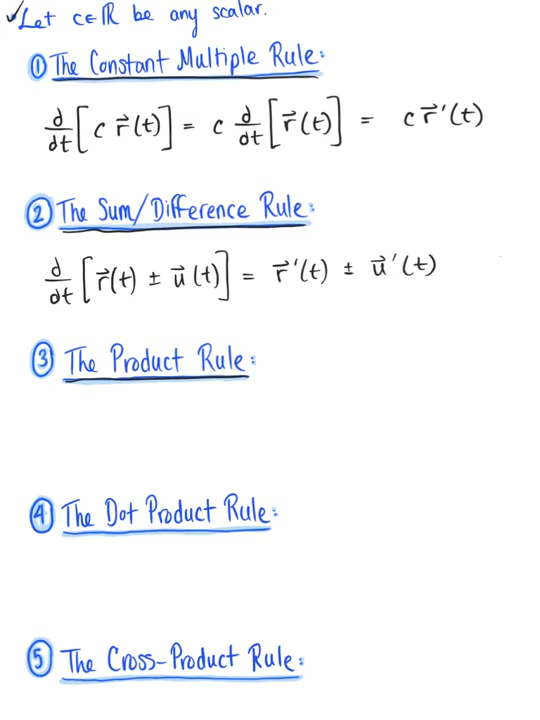 ✓Let c∈ℝ be any scalar.
① The Constant Multiple Rule:
d/dt [c r⃗(t)] = c d/dt [r⃗(t)] = c r⃗'(t)
② The Sum/Difference Rule:
d/dt [r⃗(t) ± u⃗(t)] = r⃗'(t) ± u⃗'(t)
③ The Product Rule:
④ The Dot Product Rule:
⑤ The Cross-Product Rule: